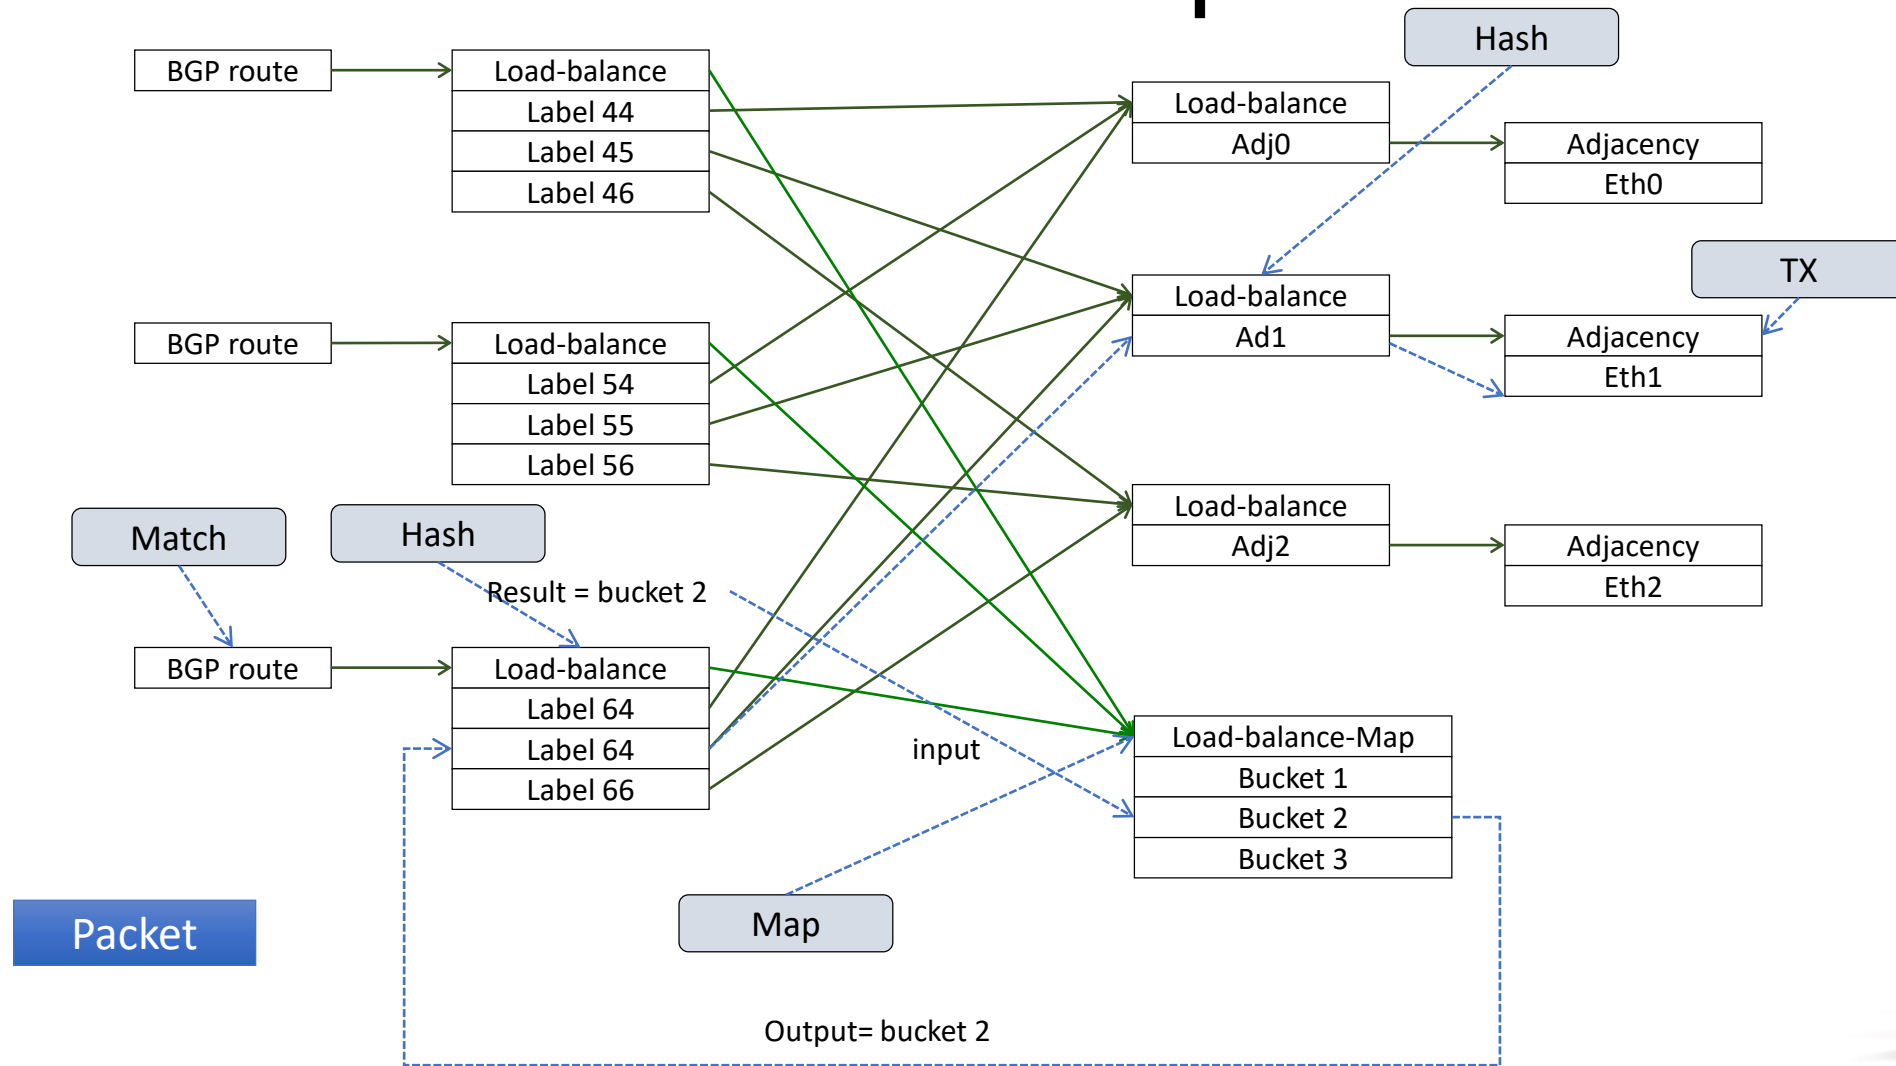 Hash
BGP route
Load-balance
Label 44
Label 45
Label 46
Load-balance
Adj0
Adjacency
Eth0
TX
BGP route
Load-balance
Label 54
Label 55
Label 56
Load-balance
Ad1
Adjacency
Eth1
Match
Hash
Result = bucket 2
Load-balance
Adj2
Adjacency
Eth2
BGP route
Load-balance
Label 64
Label 64
Label 66
input
Load-balance-Map
Bucket 1
Bucket 2
Bucket 3
Map
Packet
Output= bucket 2